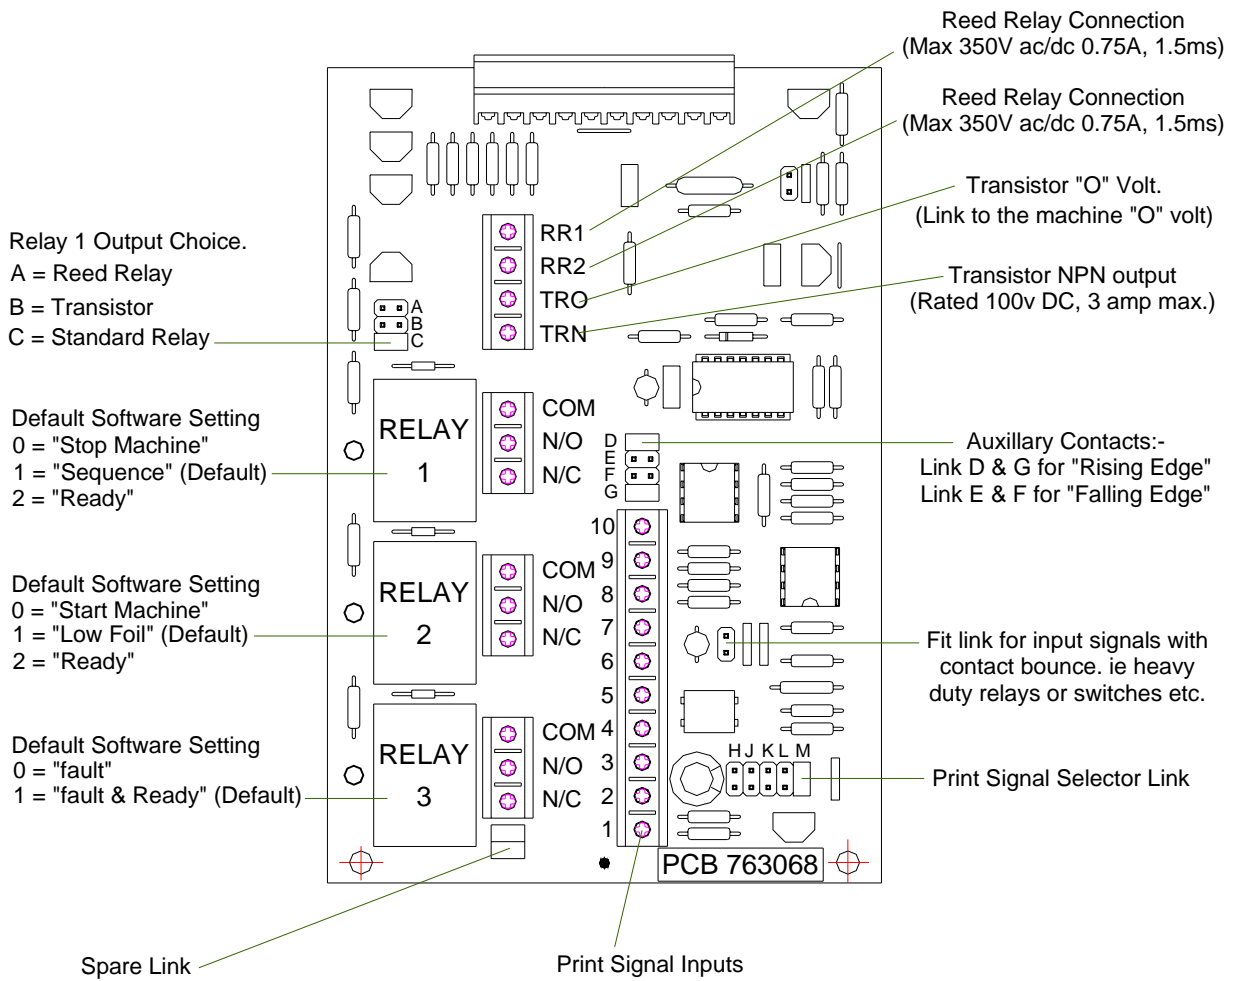 Reed Relay Connection
(Max 350V ac/dc 0.75A, 1.5ms)
Reed Relay Connection
(Max 350V ac/dc 0.75A, 1.5ms)
Transistor "O" Volt.
(Link to the machine "O" volt)
Transistor NPN output
(Rated 100v DC, 3 amp max.)
RR1
RR2
TRO
TRN
Relay 1 Output Choice.
A = Reed Relay
B = Transistor
C = Standard Relay
A
B
C
Default Software Setting
0 = "Stop Machine"
1 = "Sequence" (Default)
2 = "Ready"
RELAY
1
COM
N/O
N/C
D
E
F
G
Auxillary Contacts:-
Link D & G for "Rising Edge"
Link E & F for "Falling Edge"
Default Software Setting
0 = "Start Machine"
1 = "Low Foil" (Default)
2 = "Ready"
RELAY
2
COM
N/O
N/C
10
9
8
7
6
5
4
3
2
1
Fit link for input signals with
contact bounce. ie heavy
duty relays or switches etc.
Default Software Setting
0 = "fault"
1 = "fault & Ready" (Default)
RELAY
3
COM
N/O
N/C
H J K L M
Print Signal Selector Link
PCB 763068
Spare Link
Print Signal Inputs